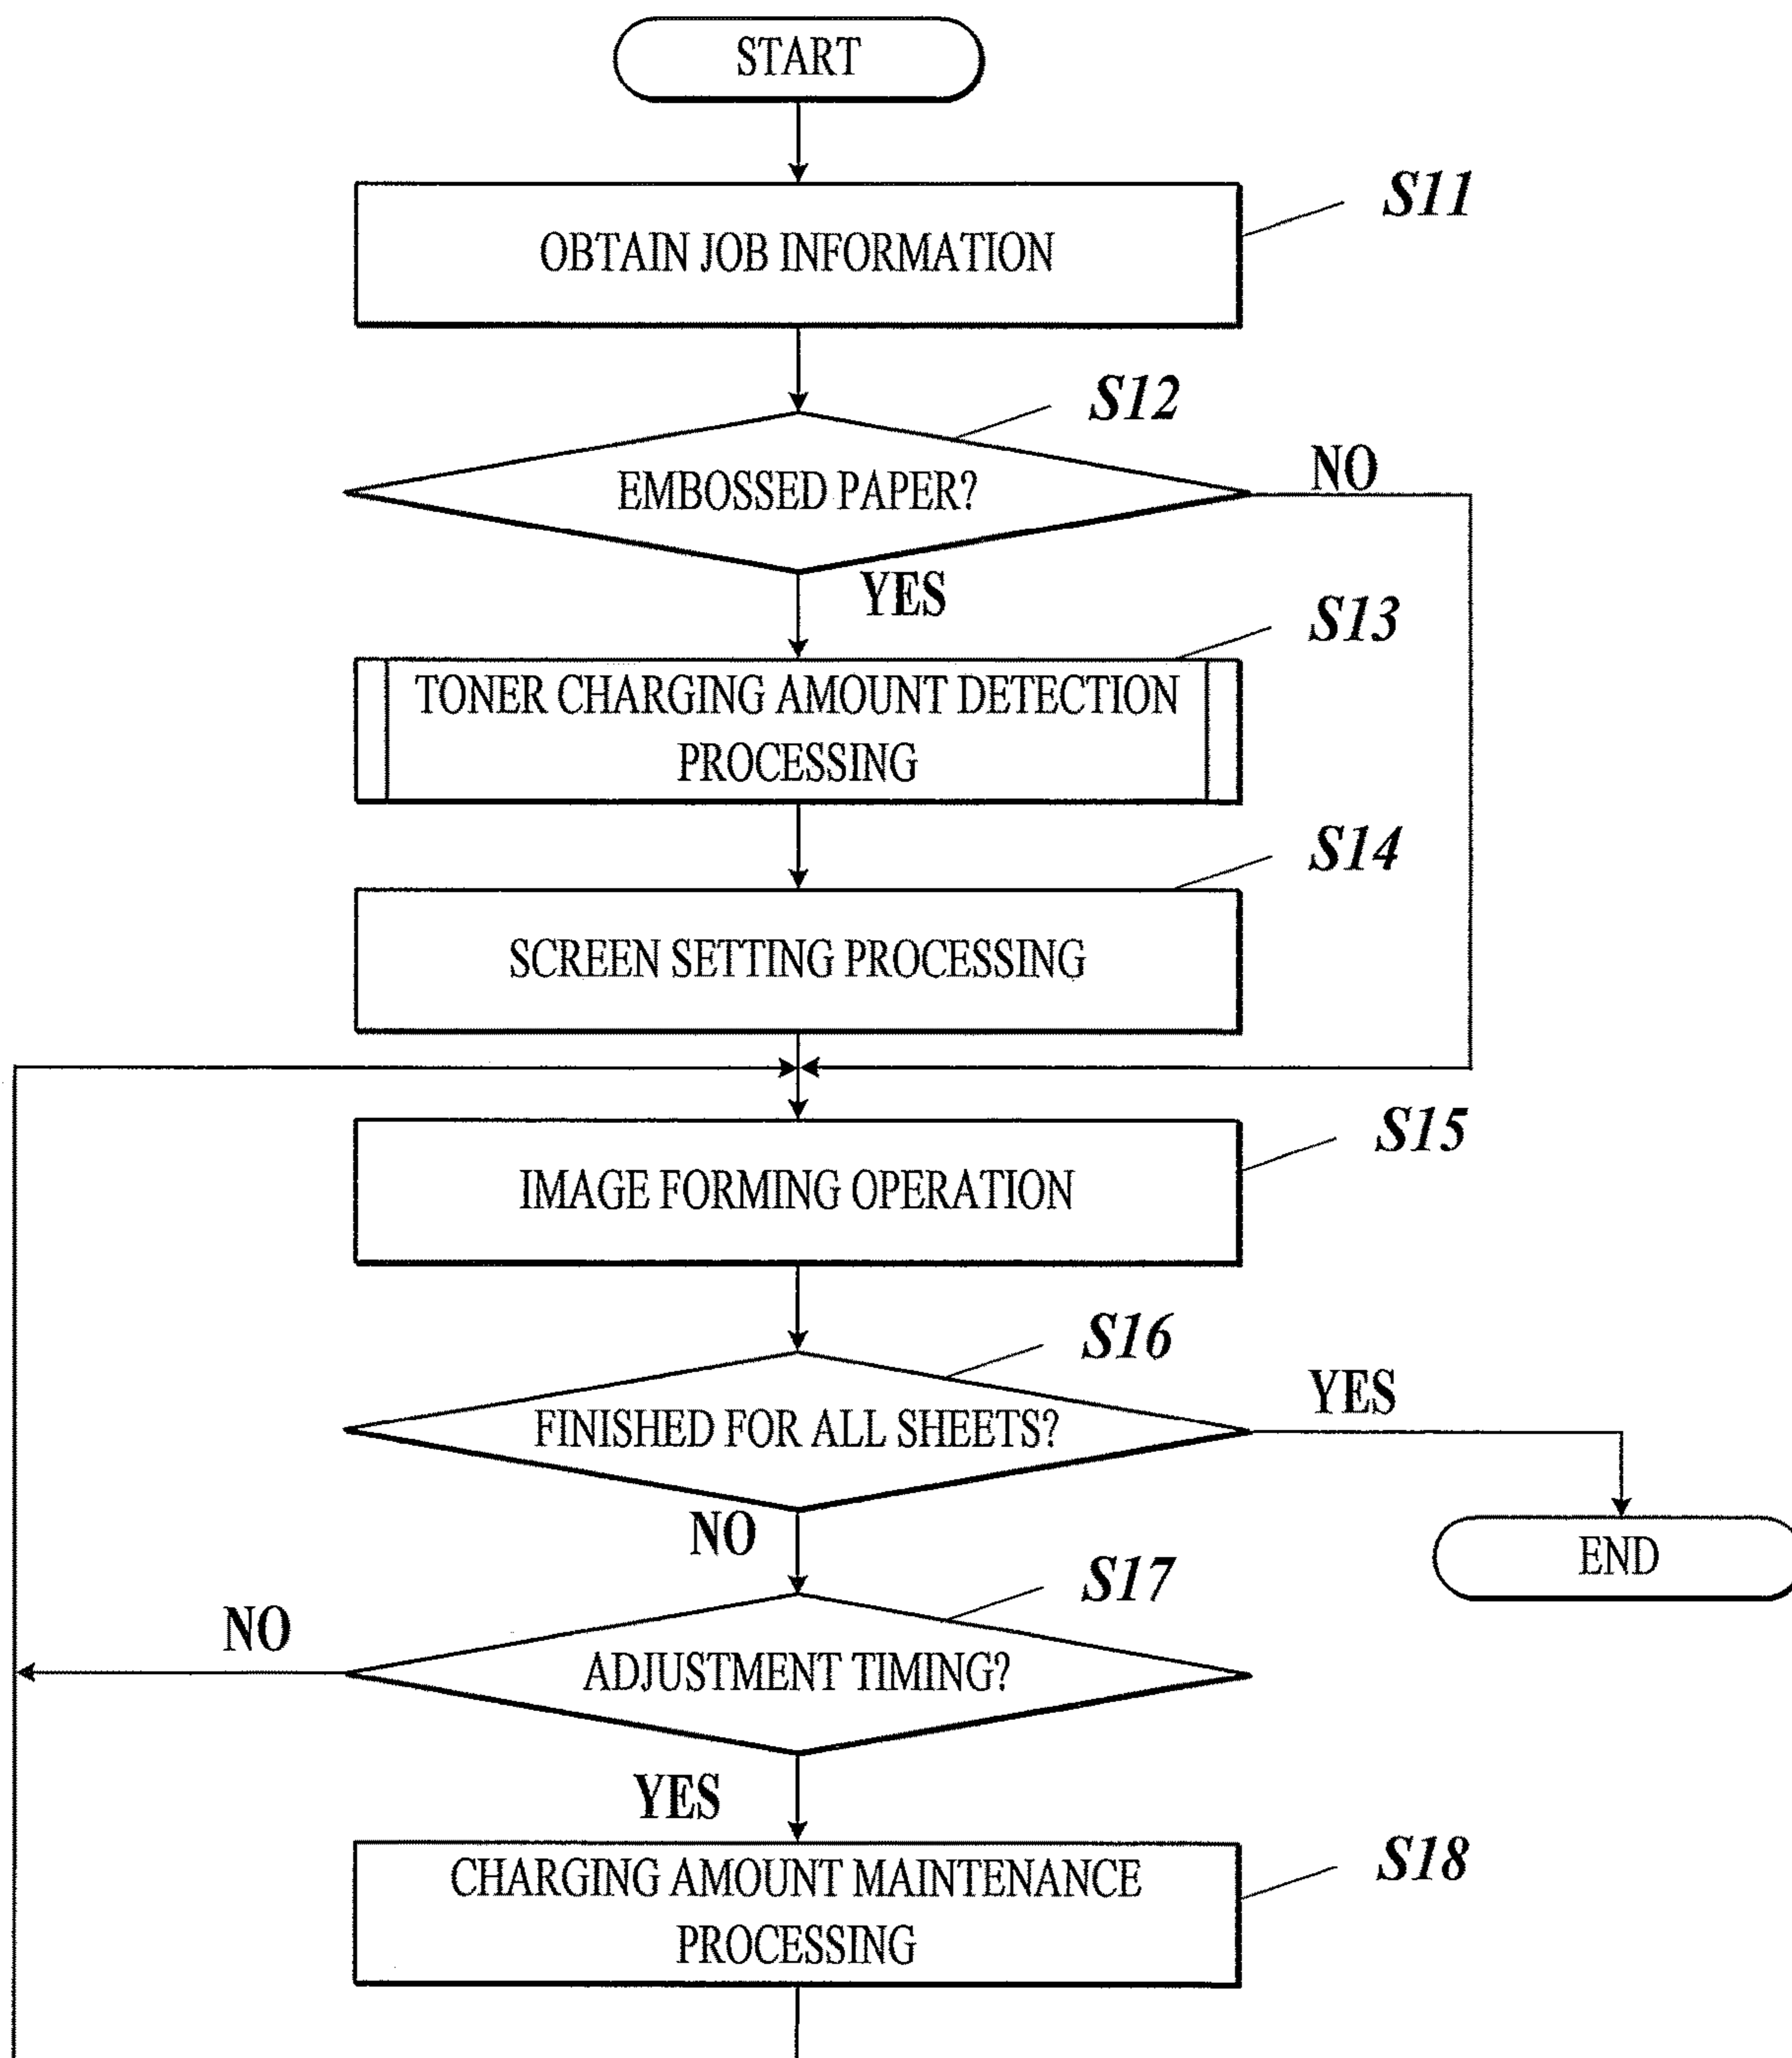 START
S11
OBTAIN JOB INFORMATION
S12
EMBOSSED PAPER?
NO
YES
S13
TONER CHARGING AMOUNT DETECTION
PROCESSING
S14
SCREEN SETTING PROCESSING
S15
IMAGE FORMING OPERATION
S16
FINISHED FOR ALL SHEETS?
YES
NO
END
S17
NO
ADJUSTMENT TIMING?
YES
S18
CHARGING AMOUNT MAINTENANCE
PROCESSING